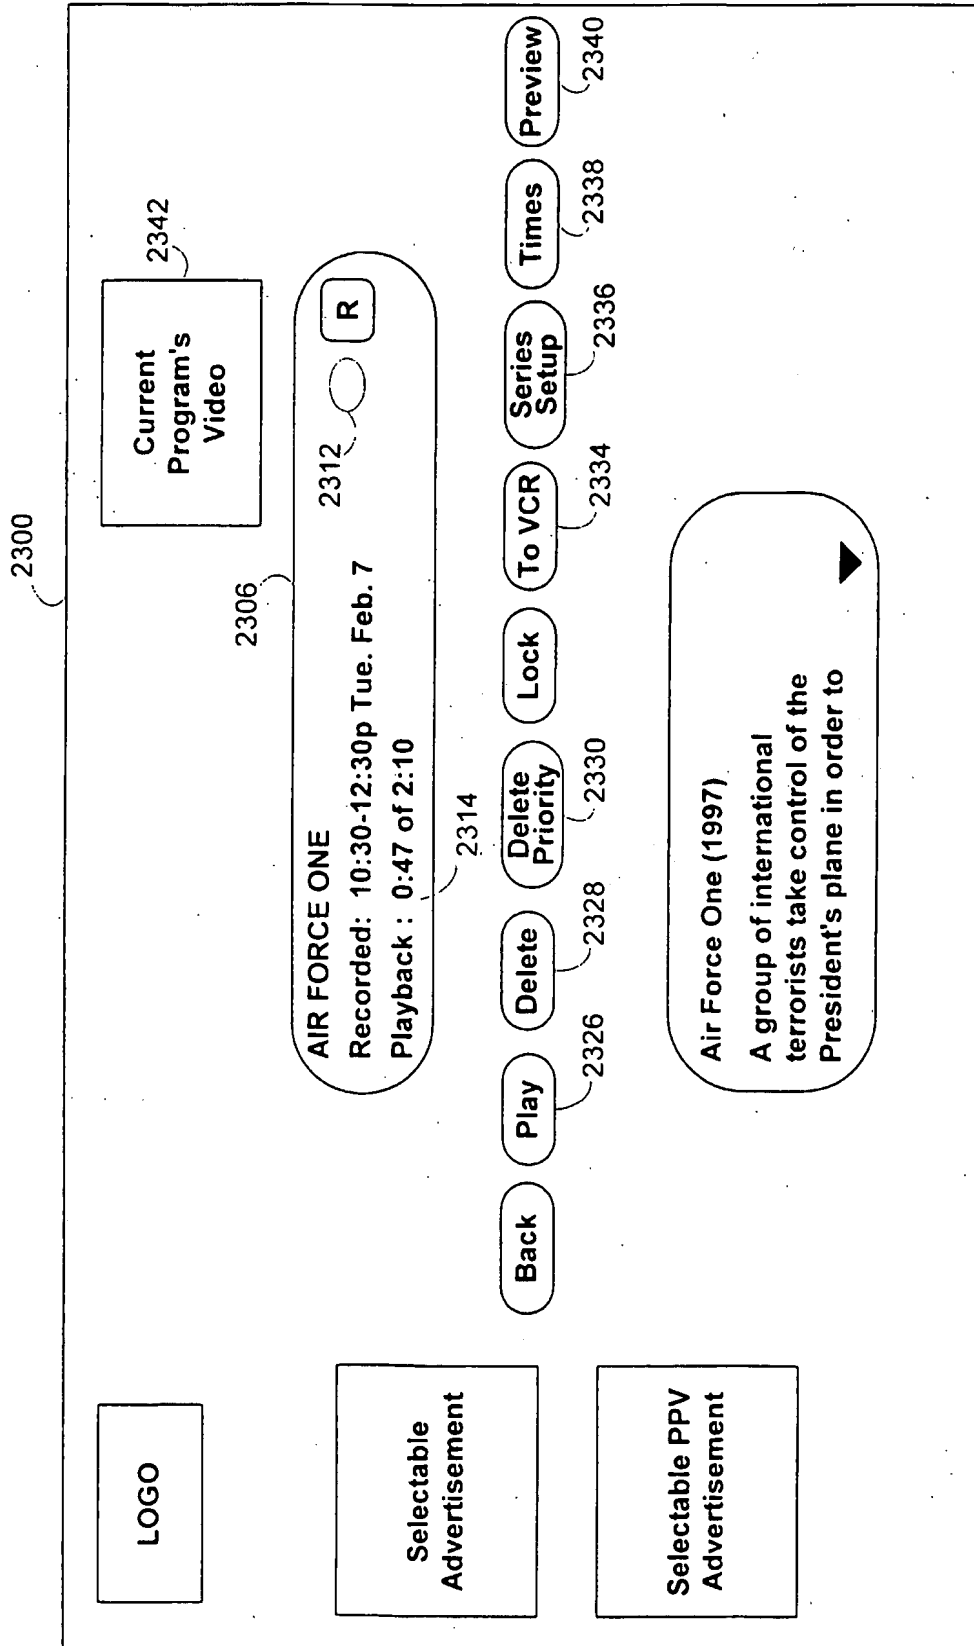 2300
LOGO
Current
Program's
Video
2342
2306
AIR FORCE ONE
Recorded: 10:30-12:30p Tue. Feb. 7
Playback : 0:47 of 2:10
2312
R
2314
Back
Play
Delete
Delete
Priority
Lock
To VCR
Series
Setup
Times
Preview
2326
2328
2330
2334
2336
2338
2340
Selectable
Advertisement
Selectable PPV
Advertisement
Air Force One (1997)
A group of international
terrorists take control of the
President's plane in order to